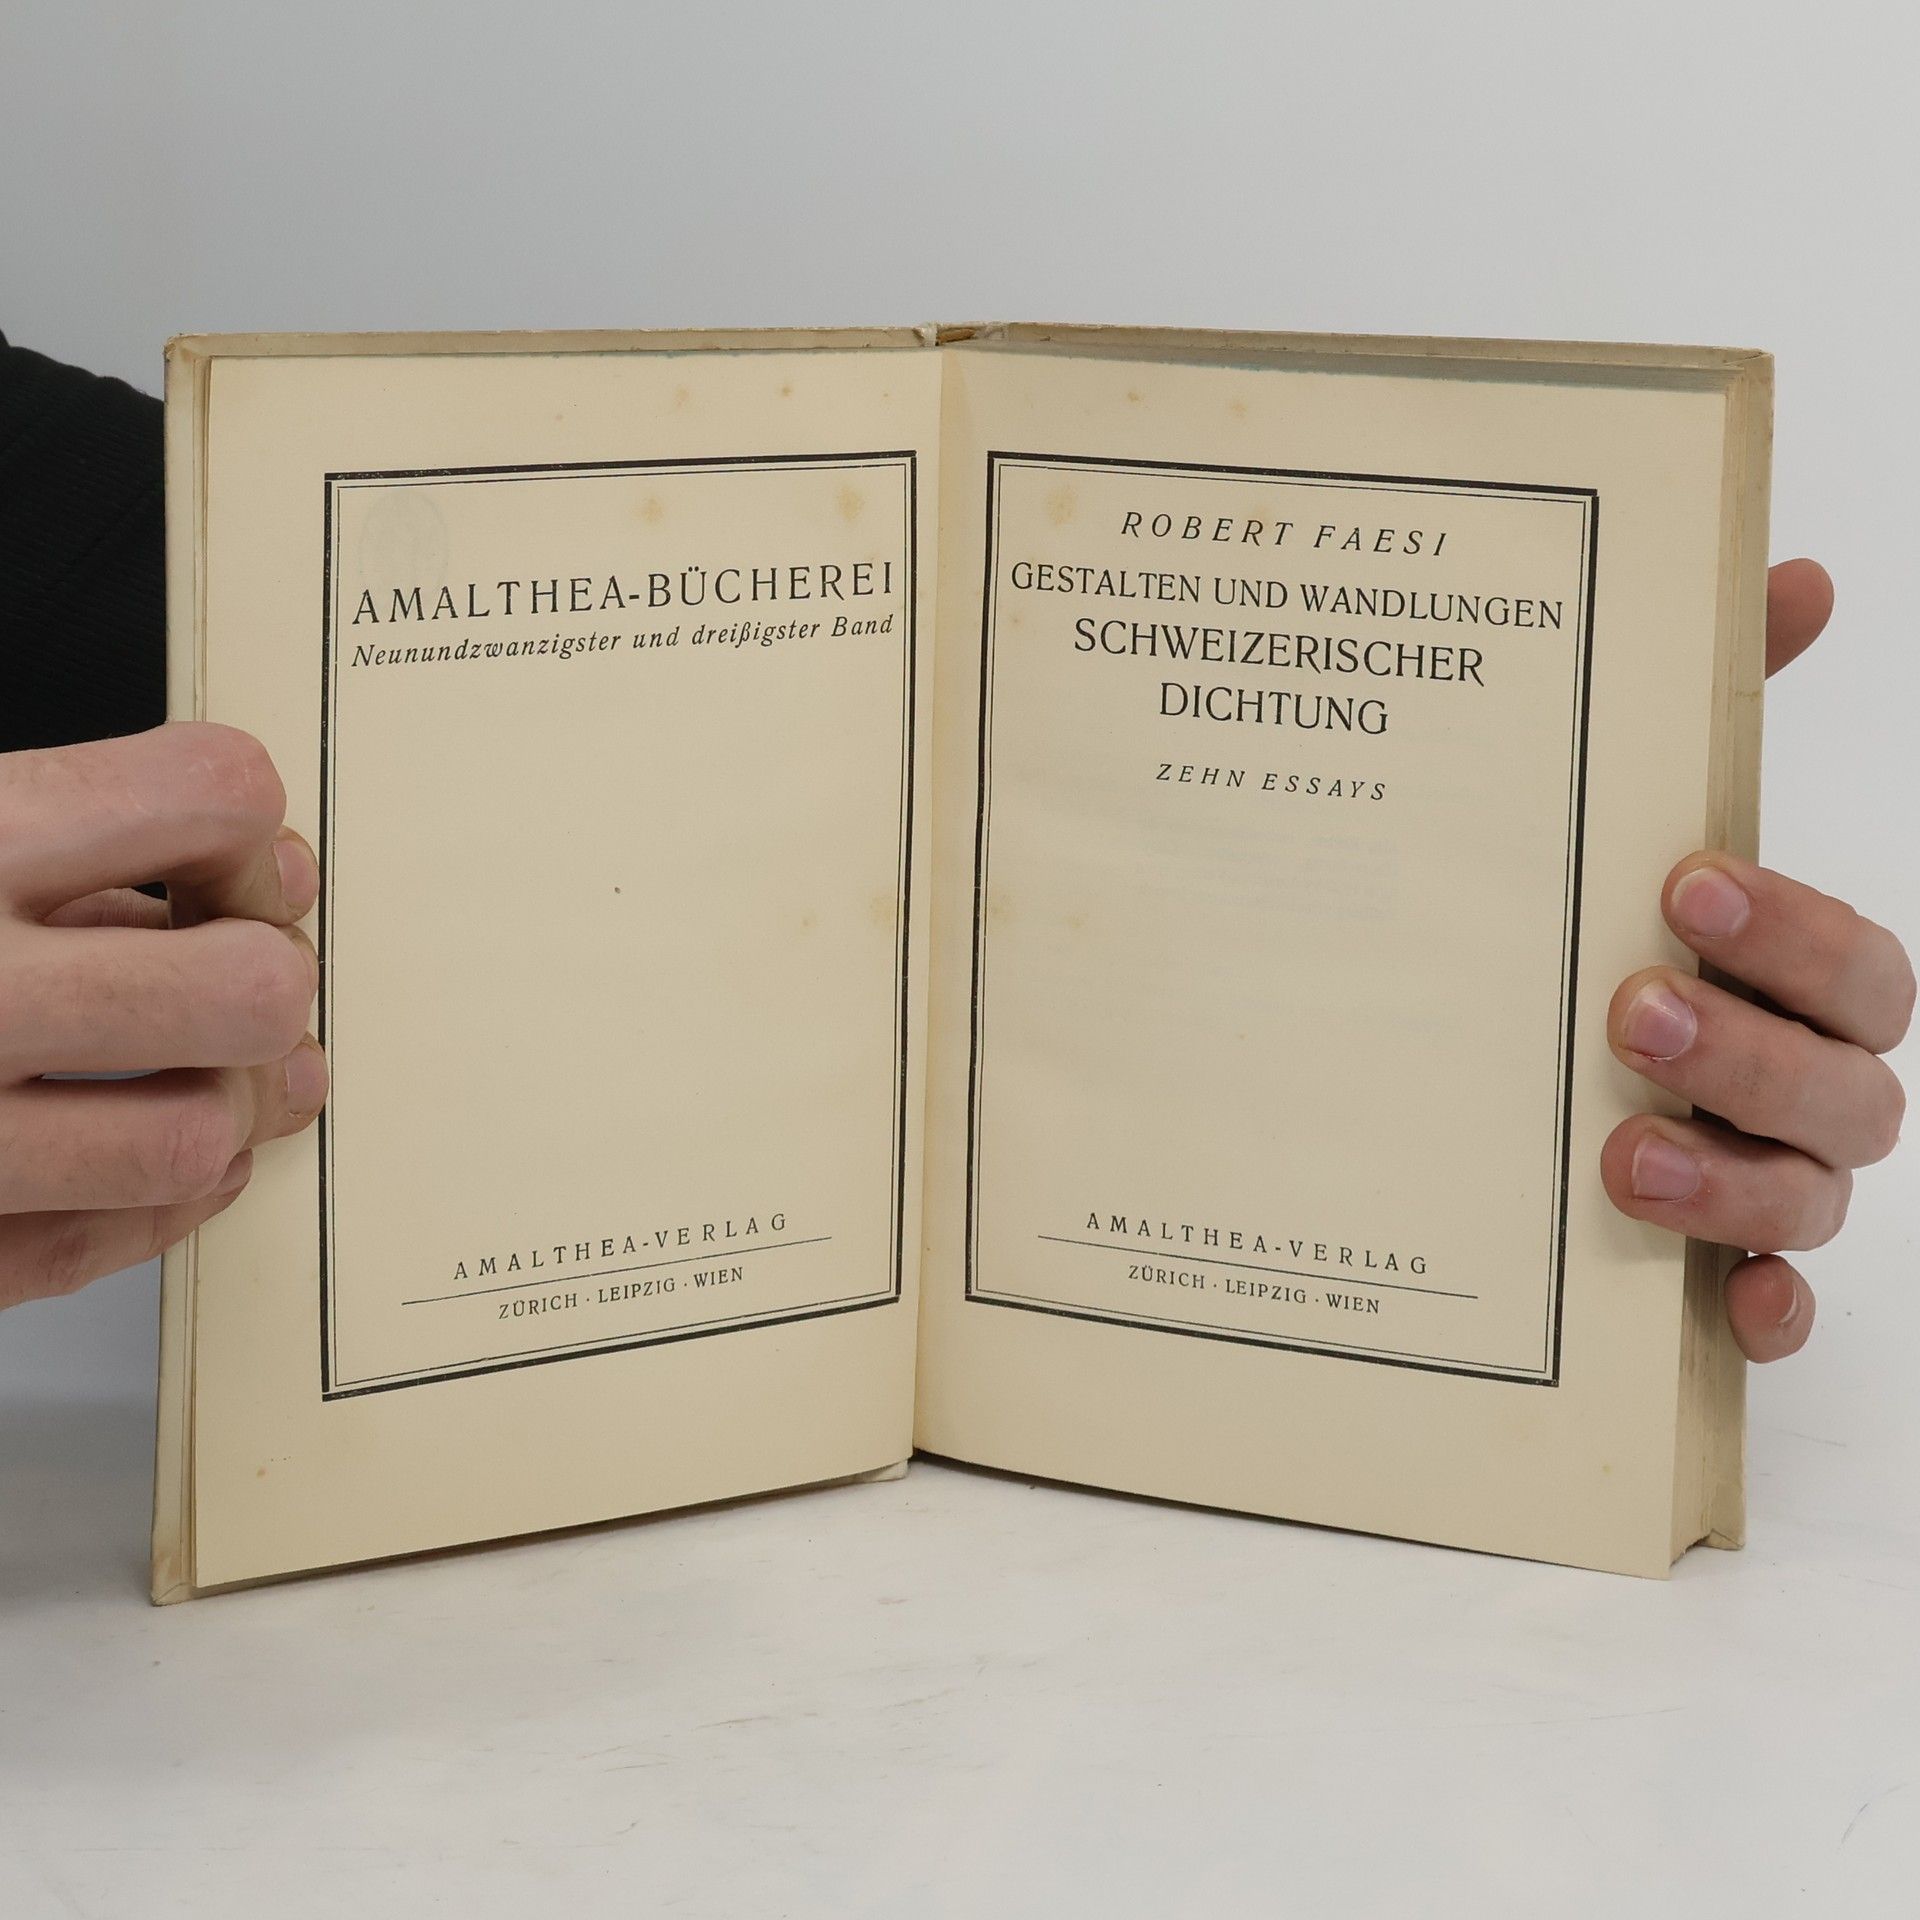 AMALTHEA-BÜCHEREI
Neunundzwanzigster und dreißigster Band
AMALTHEA-VERLAG
ZÜRICH · LEIPZIG · WIEN
ROBERT FAESI
GESTALTEN UND WANDLUNGEN
SCHWEIZERISCHER
DICHTUNG
ZEHN ESSAYS
AMALTHEA-VERLAG
ZÜRICH · LEIPZIG · WIEN